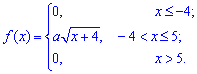 f(x) = { 0, x ≤ -4;
a√(x+4), -4 < x ≤ 5;
0, x > 5.